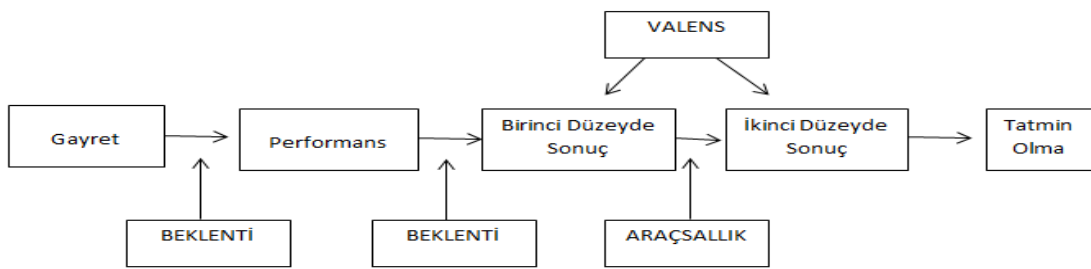 VALENS
Gayret
Performans
Birinci Düzeyde
Sonuç
İkinci Düzeyde
Sonuç
Tatmin
Olma
BEKLENTİ
BEKLENTİ
ARAÇSALLIK